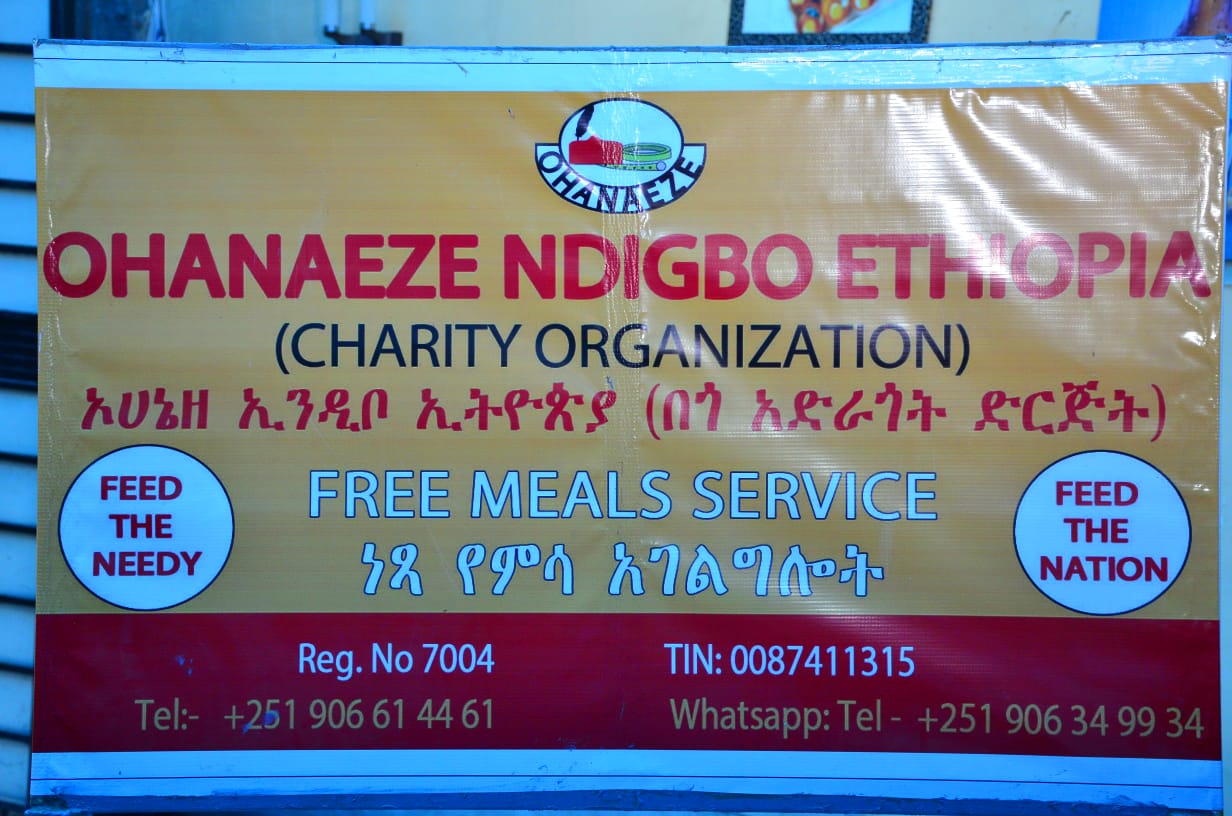 OHANAEZE
OHANAEZE NDIGBO ETHIOPIA
(CHARITY ORGANIZATION)
ኦሀኔዘ ኢንዲቦ ኢትዮጵያ (በጎ አድራጎት ድርጅት)
FEED
THE
NEEDY
FREE MEALS SERVICE
ነጻ የምሳ አገልግሎት
FEED
THE
NATION
Reg. No 7004
TIN: 0087411315
Tel:- +251 906 61 44 61
Whatsapp: Tel - +251 906 34 99 34